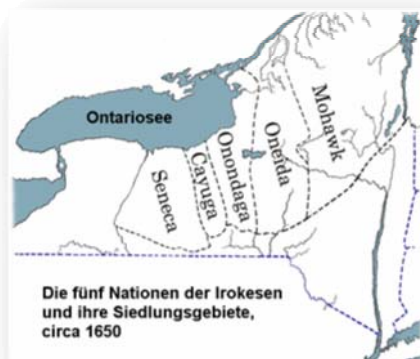 Ontariosee
Seneca
Cayuga
Onondaga
Oneida
Mohawk
Die fünf Nationen der Irokesen
und ihre Siedlungsgebiete,
circa 1650